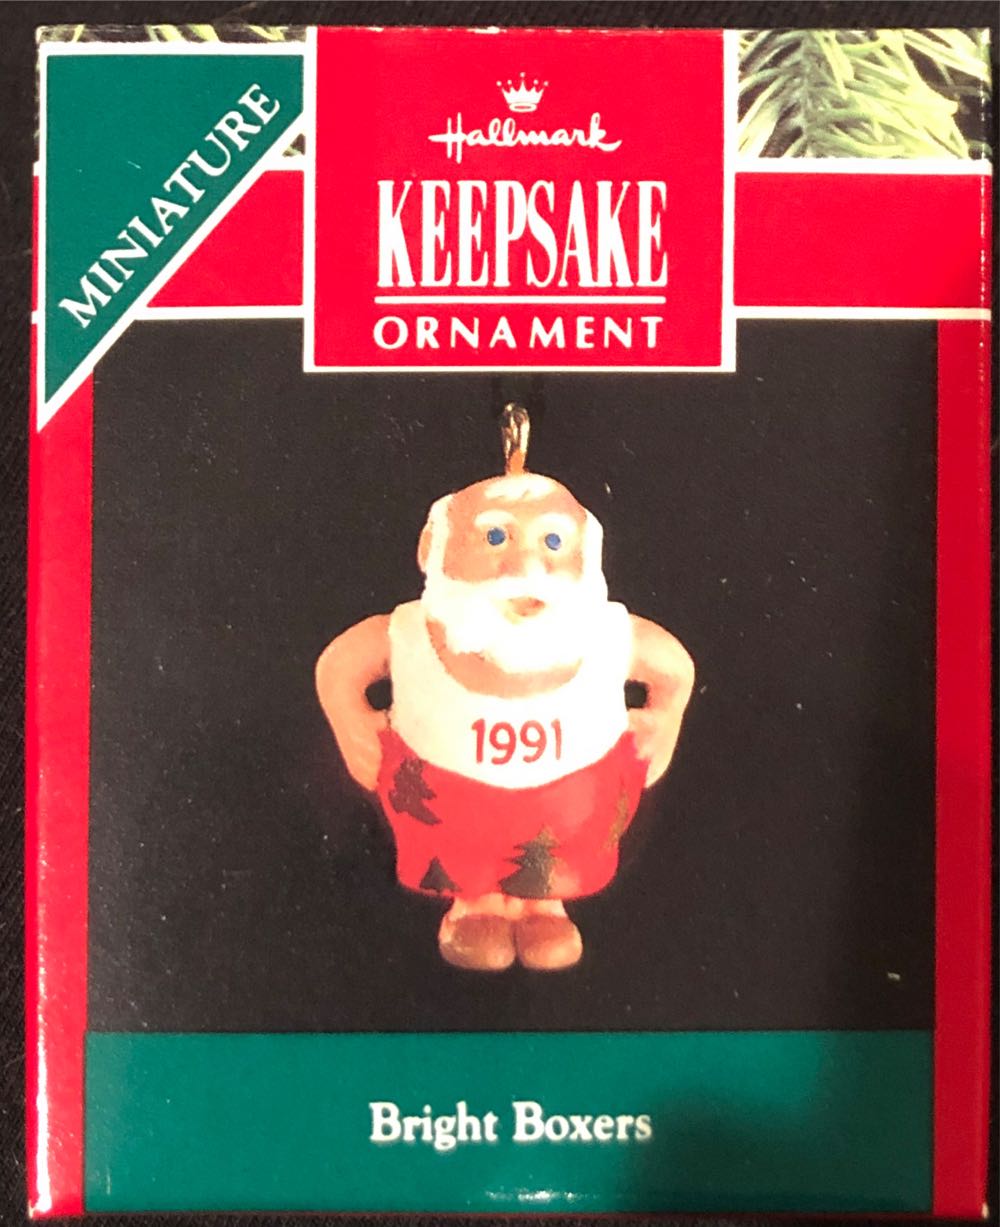 MINIATURE
Hallmark
KEEPSAKE
ORNAMENT
1991
Bright Boxers